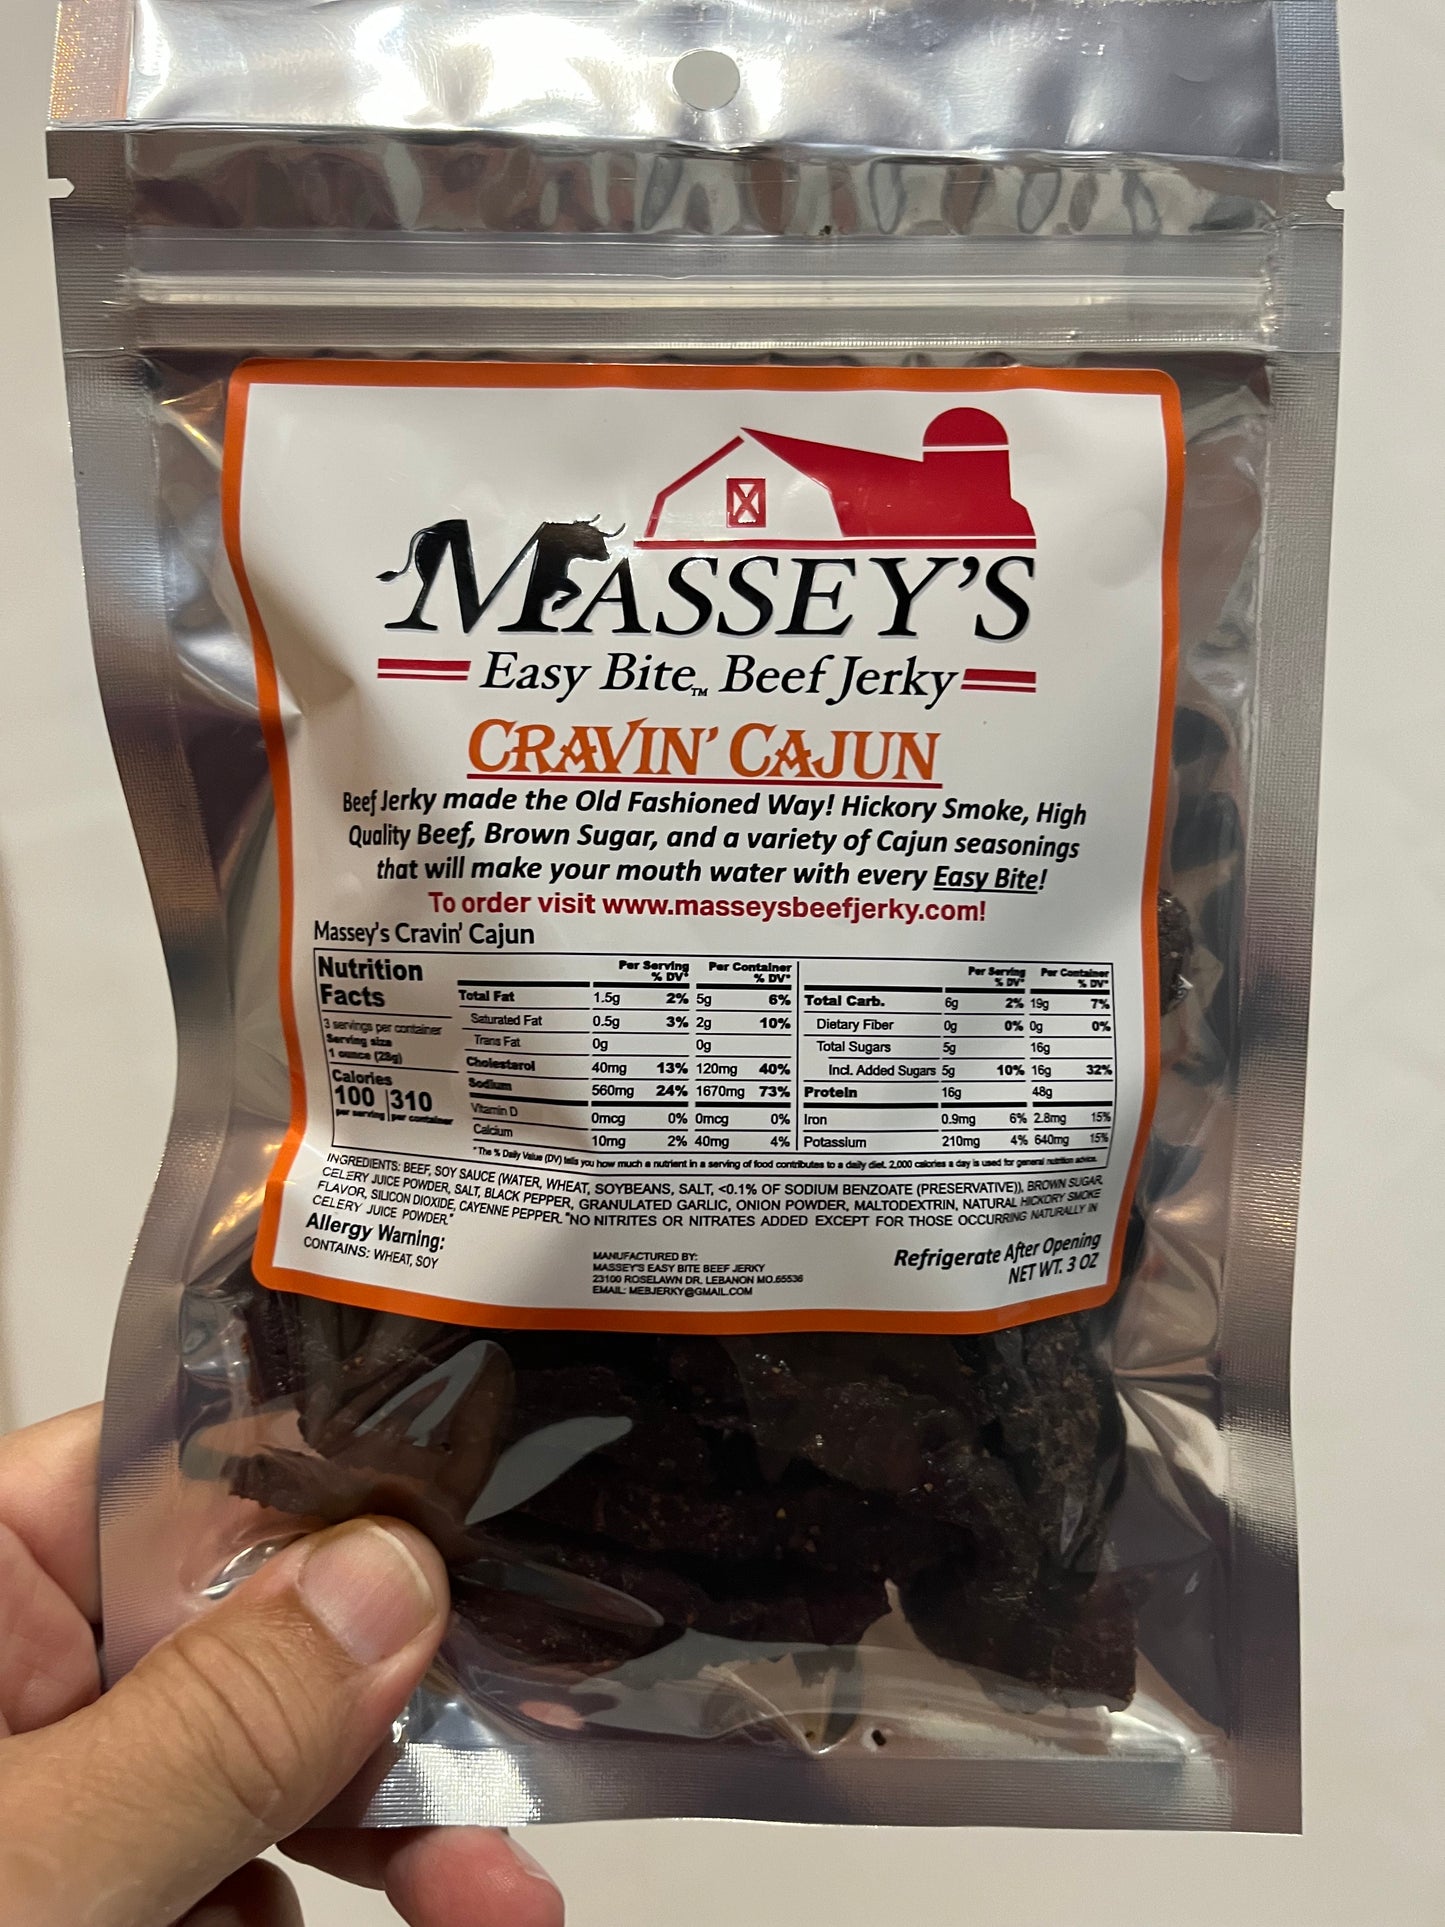 MASSEY'S
Easy Bite™ Beef Jerky
CRAVIN' CAJUN
Beef Jerky made the Old Fashioned Way! Hickory Smoke, High
Quality Beef, Brown Sugar, and a variety of Cajun seasonings
that will make your mouth water with every Easy Bite!
To order visit www.masseysbeefjerky.com!
Massey's Cravin' Cajun
Nutrition
Facts
3 servings per container
Serving size
1 ounce (28g)
Calories
100 310
per serving per container
Per Serving Per Container
% DV* % DV*
Total Fat 1.5g 2% 5g 6%
Saturated Fat 0.5g 3% 2g 10%
Trans Fat 0g 0g
Cholesterol 40mg 13% 120mg 40%
Sodium 560mg 24% 1670mg 73%
Vitamin D 0mcg 0% 0mcg 0%
Calcium 10mg 2% 40mg 4%
Per Serving Per Container
% DV* % DV*
Total Carb. 6g 2% 19g 7%
Dietary Fiber 0g 0% 0g 0%
Total Sugars 5g 16g
Incl. Added Sugars 5g 10% 16g 32%
Protein 16g 48g
Iron 0.9mg 6% 2.8mg 15%
Potassium 210mg 4% 640mg 15%
*The % Daily Value (DV) tells you how much a nutrient in a serving of food contributes to a daily diet. 2,000 calories a day is used for general nutrition advice.
INGREDIENTS: BEEF, SOY SAUCE (WATER, WHEAT, SOYBEANS, SALT, <0.1% OF SODIUM BENZOATE (PRESERVATIVE)), BROWN SUGAR,
CELERY JUICE POWDER, SALT, BLACK PEPPER, GRANULATED GARLIC, ONION POWDER, MALTODEXTRIN, NATURAL HICKORY SMOKE
FLAVOR, SILICON DIOXIDE, CAYENNE PEPPER. *NO NITRITES OR NITRATES ADDED EXCEPT FOR THOSE OCCURRING NATURALLY IN
CELERY JUICE POWDER.*
Allergy Warning:
CONTAINS: WHEAT, SOY
MANUFACTURED BY:
MASSEY'S EASY BITE BEEF JERKY
23100 ROSELAWN DR. LEBANON MO.65536
EMAIL: MEBJERKY@GMAIL.COM
Refrigerate After Opening
NET WT. 3 OZ